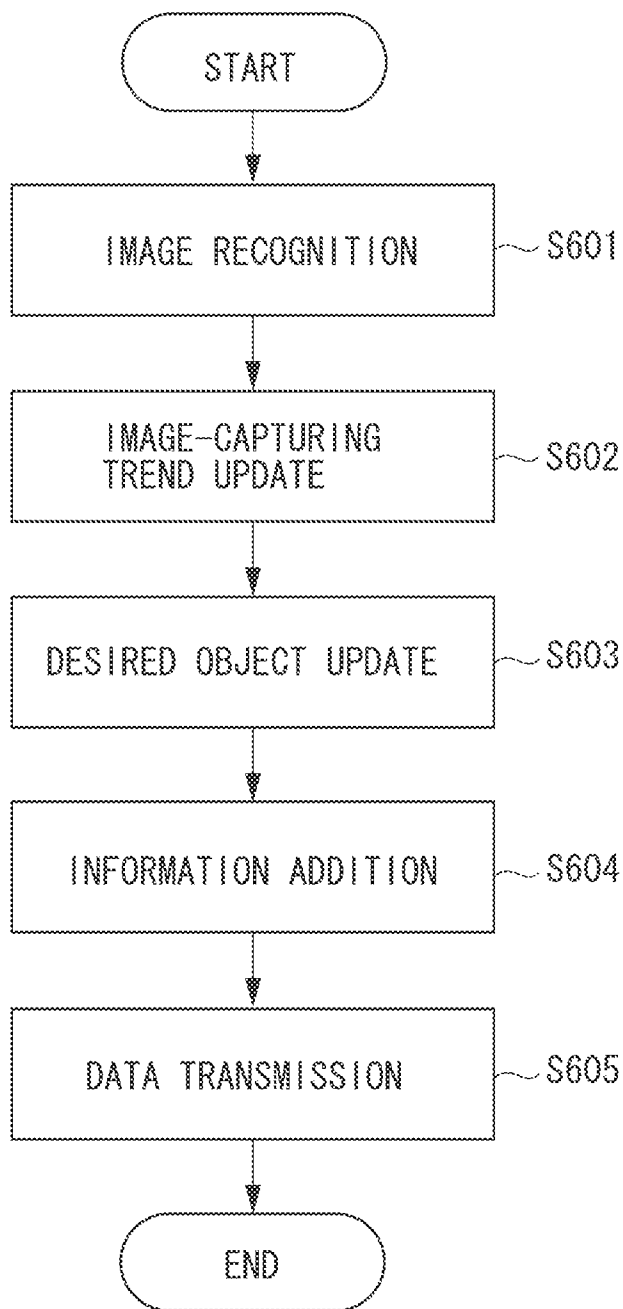 START
IMAGE RECOGNITION
S601
IMAGE-CAPTURING
TREND UPDATE
S602
DESIRED OBJECT UPDATE
S603
INFORMATION ADDITION
S604
DATA TRANSMISSION
S605
END